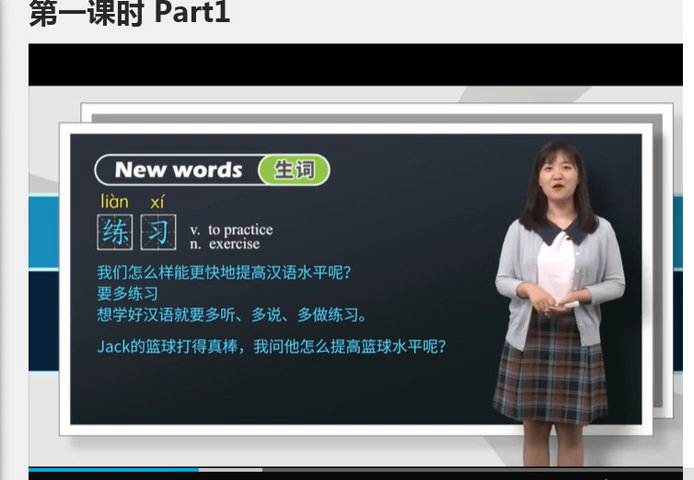 第一课时 Part1
New words 生词
liàn xí
练习 v. to practice
n. exercise
我们怎么样能更快地提高汉语水平呢？
要多练习
想学好汉语就要多听、多说、多做练习。
Jack的篮球打得真棒，我问他怎么提高篮球水平呢？